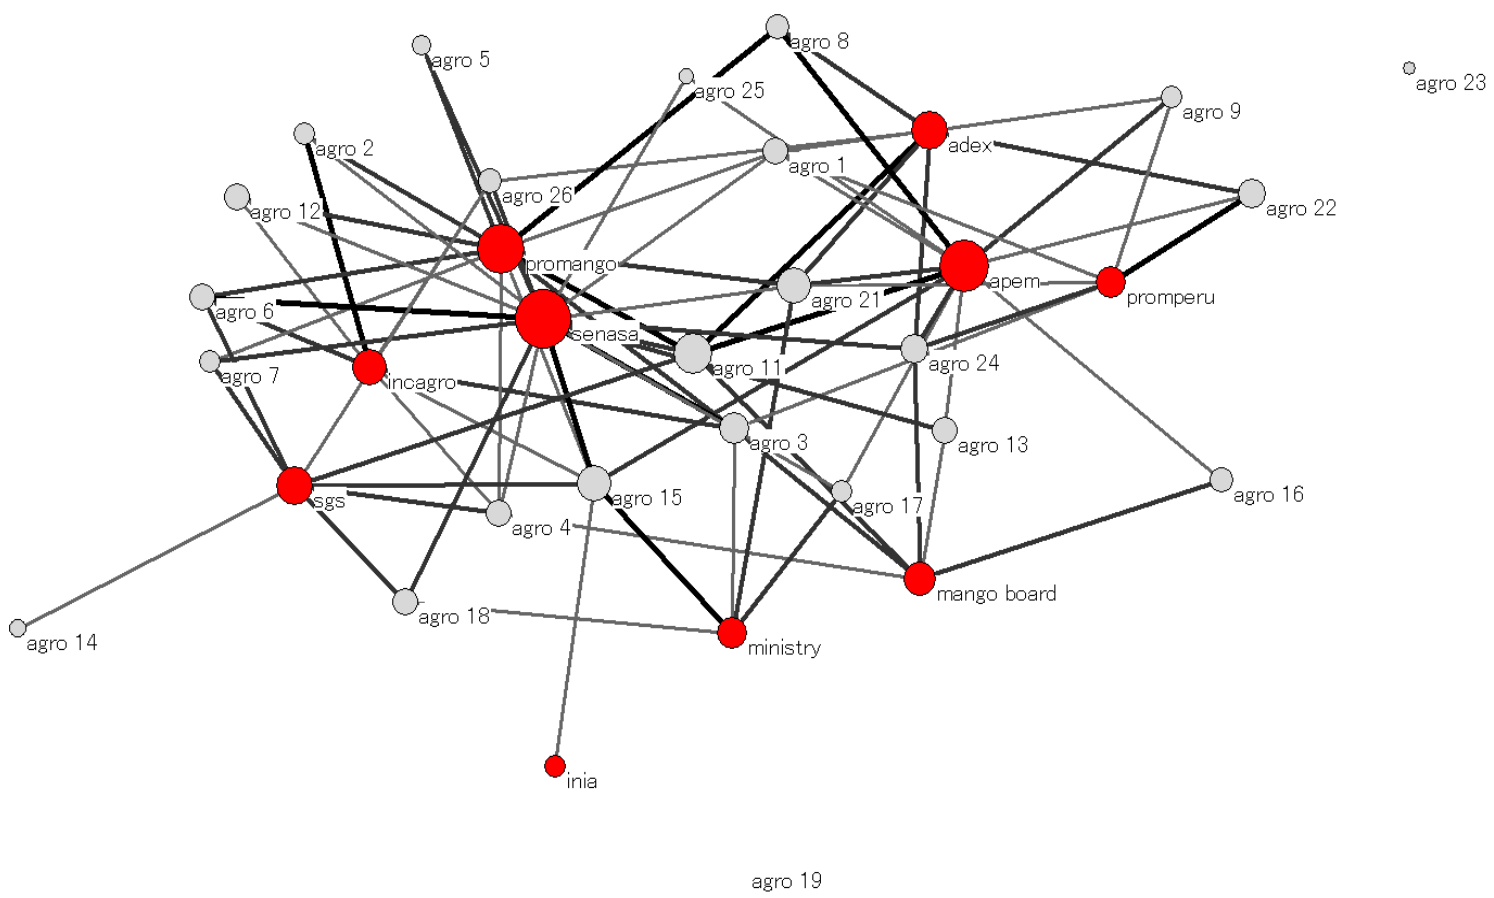 agro 8
agro 5
agro 23
agro 25
agro 9
adex
agro 2
agro 1
agro 26
agro 12
agro 22
promango
apem
promperu
agro 21
agro 6
senasa
agro 24
agro 11
agro 7
incagro
agro 3
agro 13
agro 16
agro 15
sgs
agro 17
agro 4
mango board
agro 18
agro 14
ministry
inia
agro 19